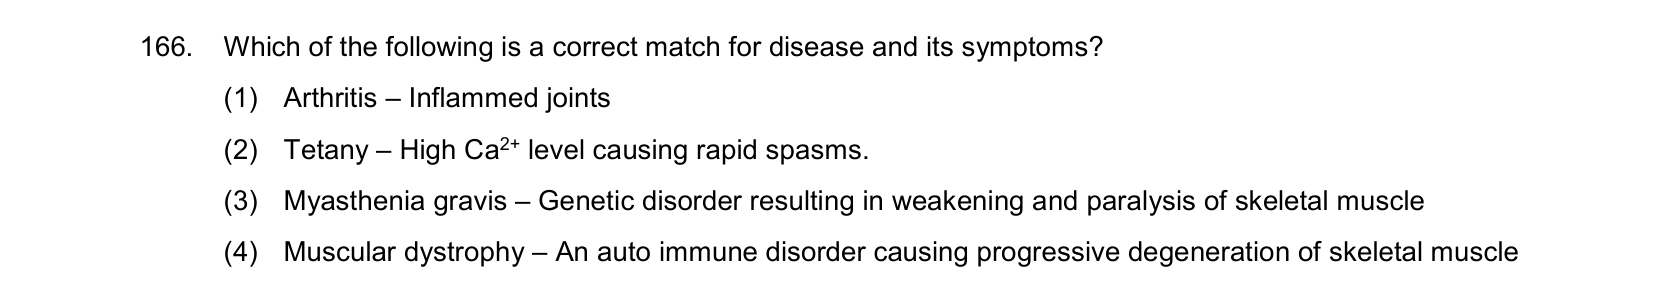 166. Which of the following is a correct match for disease and its symptoms?
(1) Arthritis – Inflammed joints
(2) Tetany – High Ca²⁺ level causing rapid spasms.
(3) Myasthenia gravis – Genetic disorder resulting in weakening and paralysis of skeletal muscle
(4) Muscular dystrophy – An auto immune disorder causing progressive degeneration of skeletal muscle